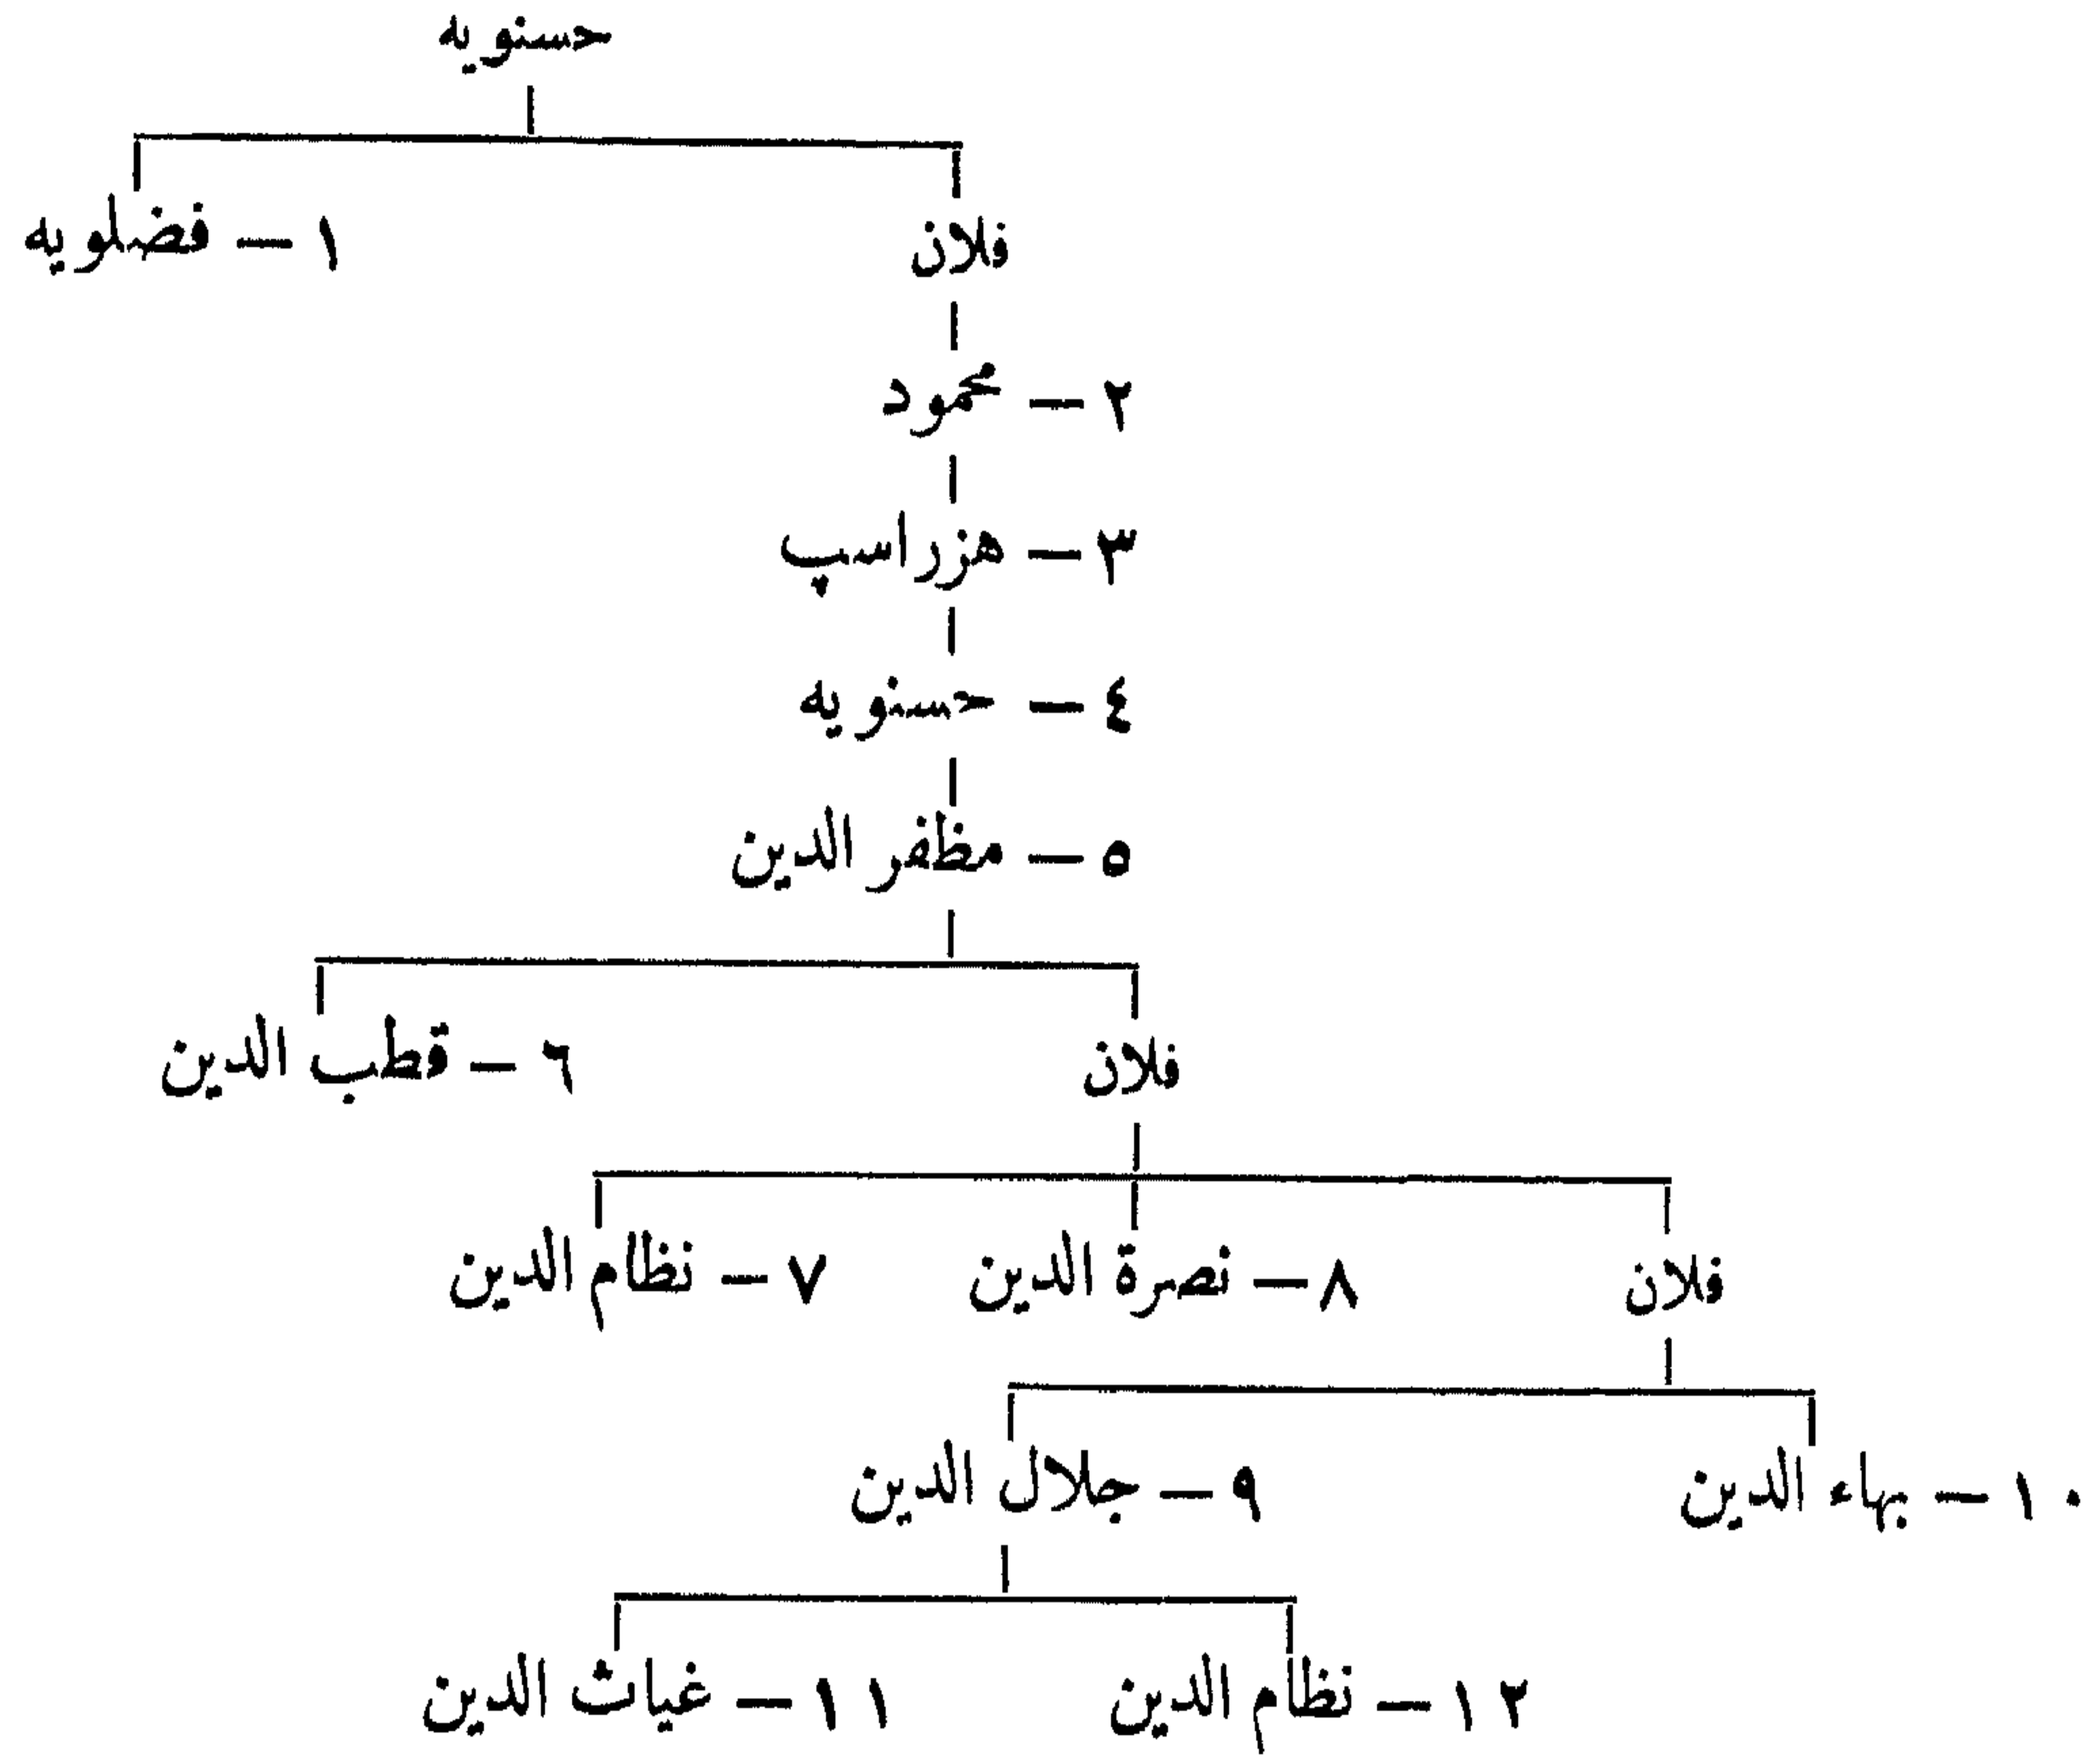 حسنويه
فلان
١ – فضلويه
٢ – محمود
٣ – هزراسپ
٤ – حسنويه
٥ – مظفر الدين
فلان
٦ – قطب الدين
فلان
٨ – نصرة الدين
٧ – نظام الدين
١٠ – بهاء الدين
٩ – جلال الدين
١٢ – نظام الدين
١١ – غياث الدين